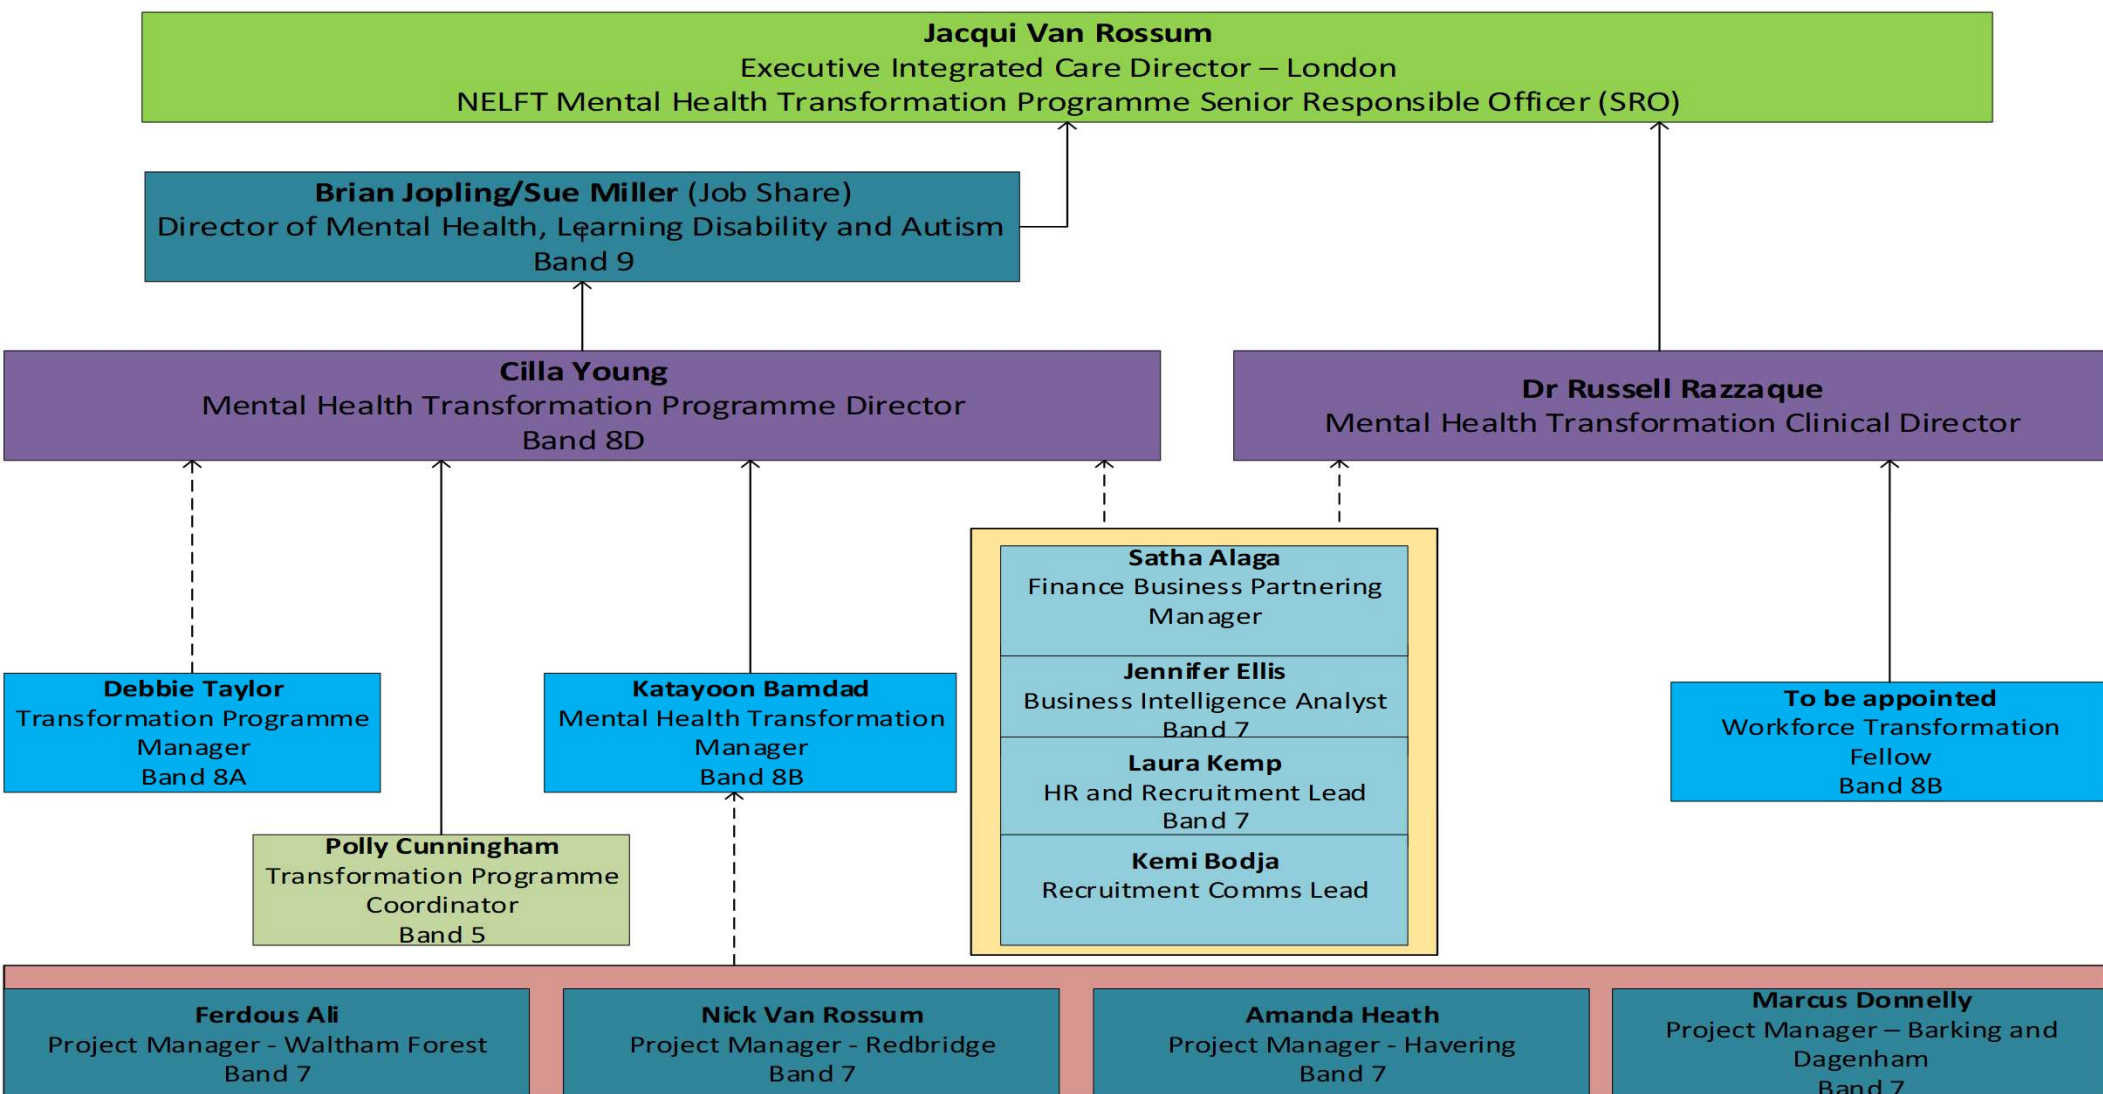 Jacqui Van Rossum
Executive Integrated Care Director – London
NELFT Mental Health Transformation Programme Senior Responsible Officer (SRO)
Brian Jopling/Sue Miller (Job Share)
Director of Mental Health, Learning Disability and Autism
Band 9
Cilla Young
Mental Health Transformation Programme Director
Band 8D
Dr Russell Razzaque
Mental Health Transformation Clinical Director
Satha Alaga
Finance Business Partnering
Manager
Jennifer Ellis
Business Intelligence Analyst
Band 7
Laura Kemp
HR and Recruitment Lead
Band 7
Kemi Bodja
Recruitment Comms Lead
Debbie Taylor
Transformation Programme
Manager
Band 8A
Katayoon Bamdad
Mental Health Transformation
Manager
Band 8B
To be appointed
Workforce Transformation
Fellow
Band 8B
Polly Cunningham
Transformation Programme
Coordinator
Band 5
Ferdous Ali
Project Manager - Waltham Forest
Band 7
Nick Van Rossum
Project Manager - Redbridge
Band 7
Amanda Heath
Project Manager - Havering
Band 7
Marcus Donnelly
Project Manager – Barking and
Dagenham
Band 7